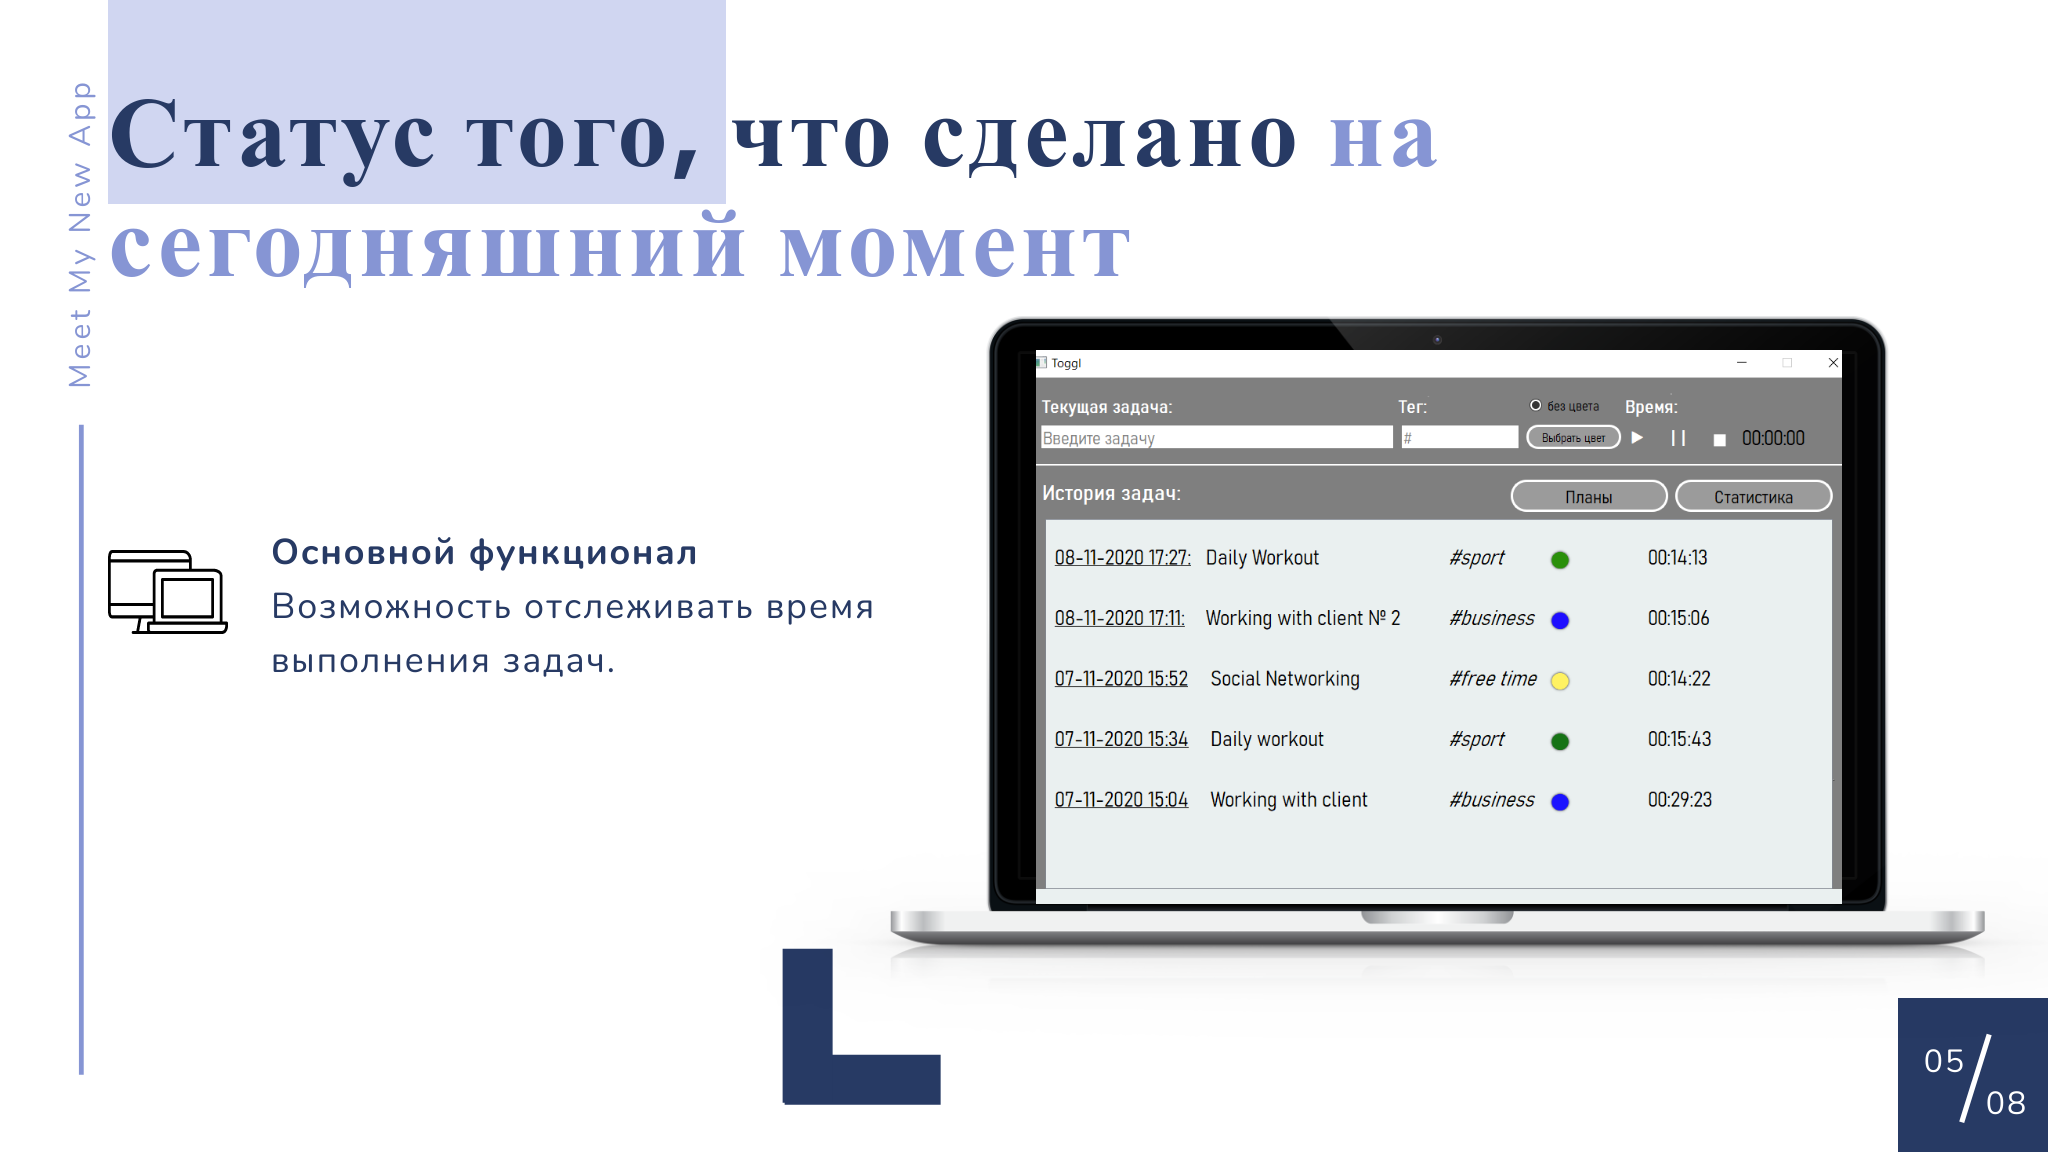 Meet My New App
Статус того, что сделано на
сегодняшний момент
Основной функционал
Возможность отслеживать время
выполнения задач.
Toggl
Текущая задача: Тег: без цвета Время:
Введите задачу # Выбрать цвет 00:00:00
История задач: Планы Статистика
08-11-2020 17:27: Daily Workout #sport 00:14:13
08-11-2020 17:11: Working with client № 2 #business 00:15:06
07-11-2020 15:52 Social Networking #free time 00:14:22
07-11-2020 15:34 Daily workout #sport 00:15:43
07-11-2020 15:04 Working with client #business 00:29:23
05/08